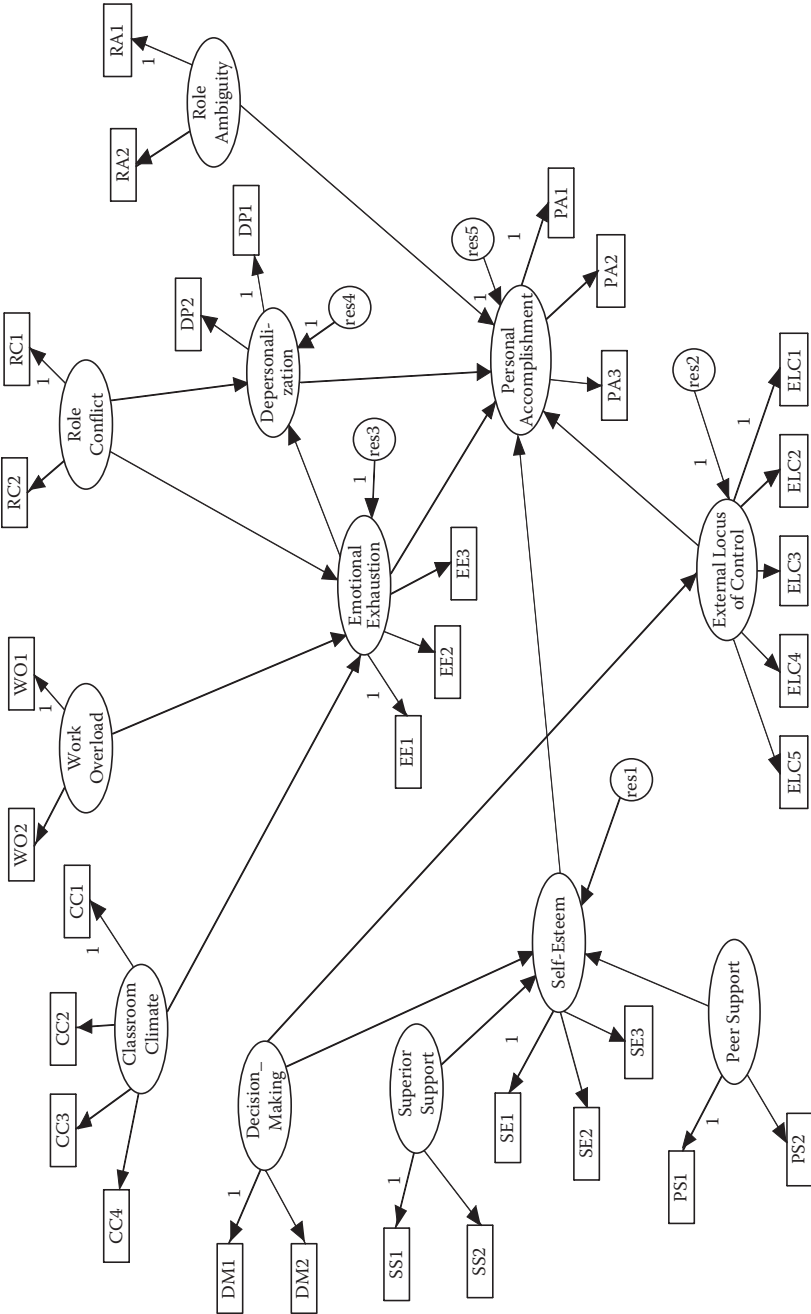 RA1
1
RA2
Role
Ambiguity
DP1
1
DP2
res4
1
Depersonali-
zation
res5
1
1
PA1
PA2
PA3
Personal
Accomplishment
RC1
1
RC2
Role
Conflict
res3
1
Emotional
Exhaustion
EE3
EE2
EE1
1
res2
1
1
ELC1
ELC2
ELC3
ELC4
ELC5
External Locus
of Control
WO1
1
WO2
Work
Overload
CC1
1
CC2
CC3
CC4
Classroom
Climate
Decision_
Making
1
DM1
DM2
Superior
Support
1
SS1
SS2
Self-Esteem
res1
1
SE1
SE2
SE3
Peer Support
1
PS1
PS2